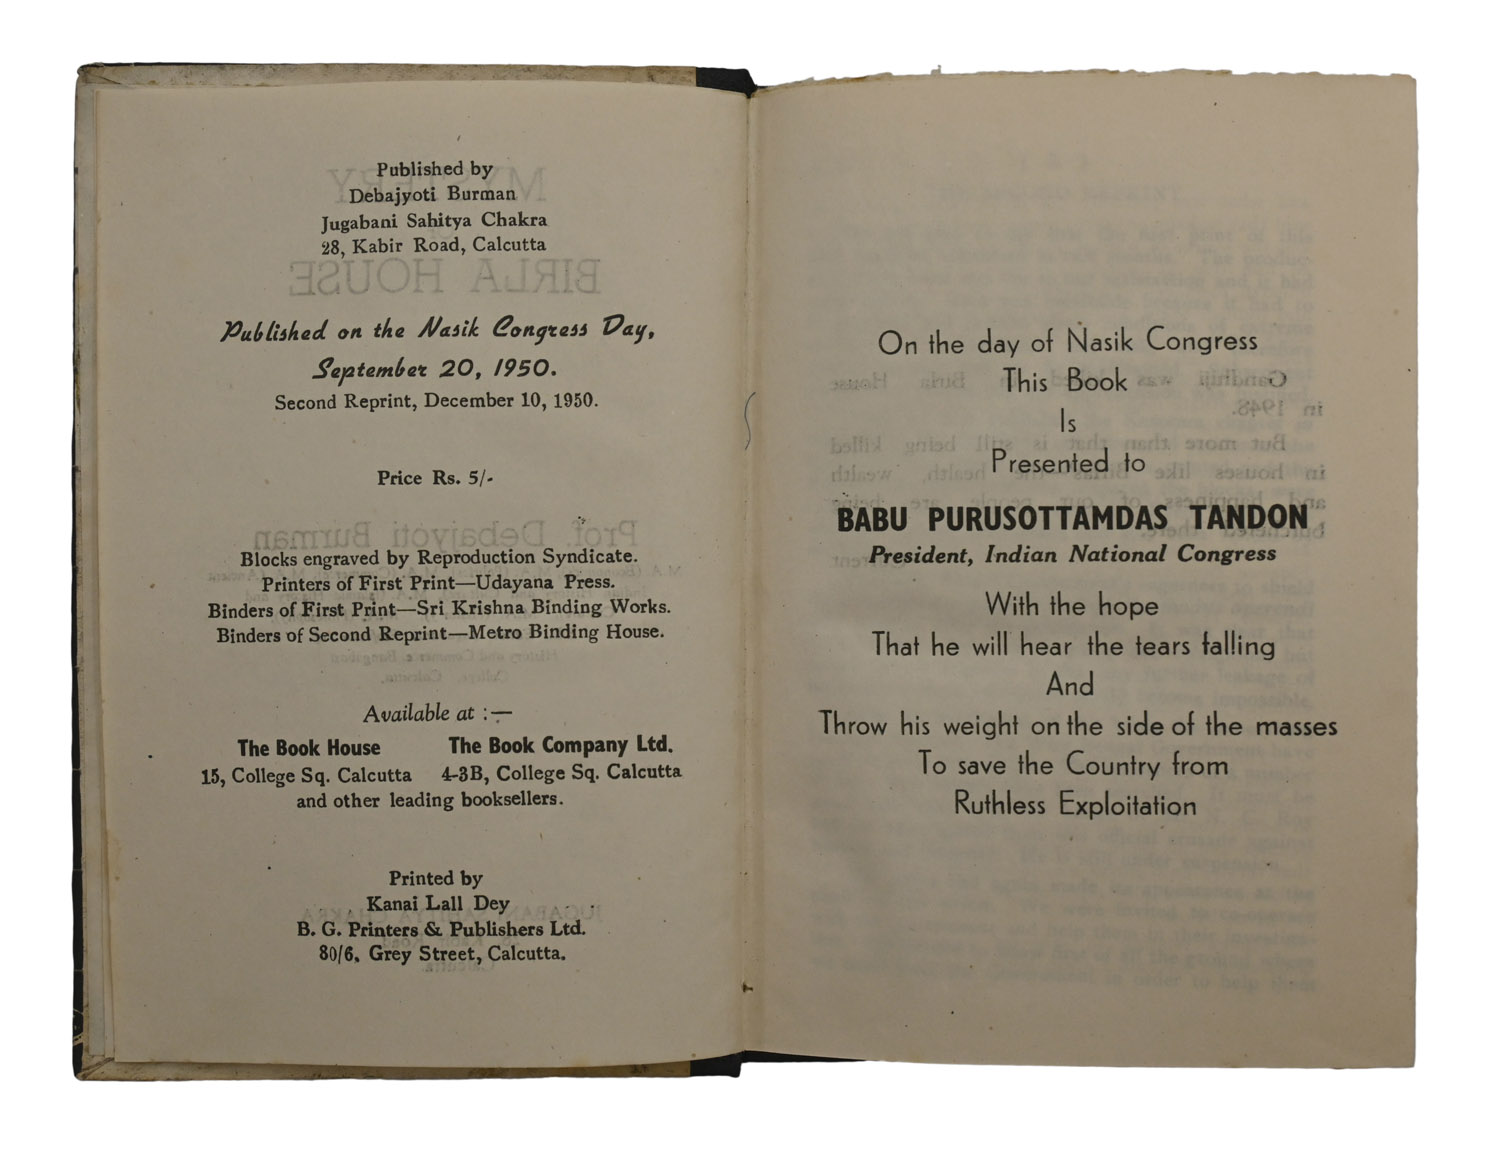 Published by
Debajyoti Burman
Jugabani Sahitya Chakra
28, Kabir Road, Calcutta
Published on the Nasik Congress Day,
September 20, 1950.
Second Reprint, December 10, 1950.
Price Rs. 5/-
Blocks engraved by Reproduction Syndicate.
Printers of First Print—Udayana Press.
Binders of First Print—Sri Krishna Binding Works.
Binders of Second Reprint—Metro Binding House.
Available at :—
The Book House The Book Company Ltd.
15, College Sq. Calcutta 4-3B, College Sq. Calcutta
and other leading booksellers.
Printed by
Kanai Lall Dey
B. G. Printers & Publishers Ltd.
80/6, Grey Street, Calcutta.
On the day of Nasik Congress
This Book
Is
Presented to
BABU PURUSOTTAMDAS TANDON
President, Indian National Congress
With the hope
That he will hear the tears falling
And
Throw his weight on the side of the masses
To save the Country from
Ruthless Exploitation